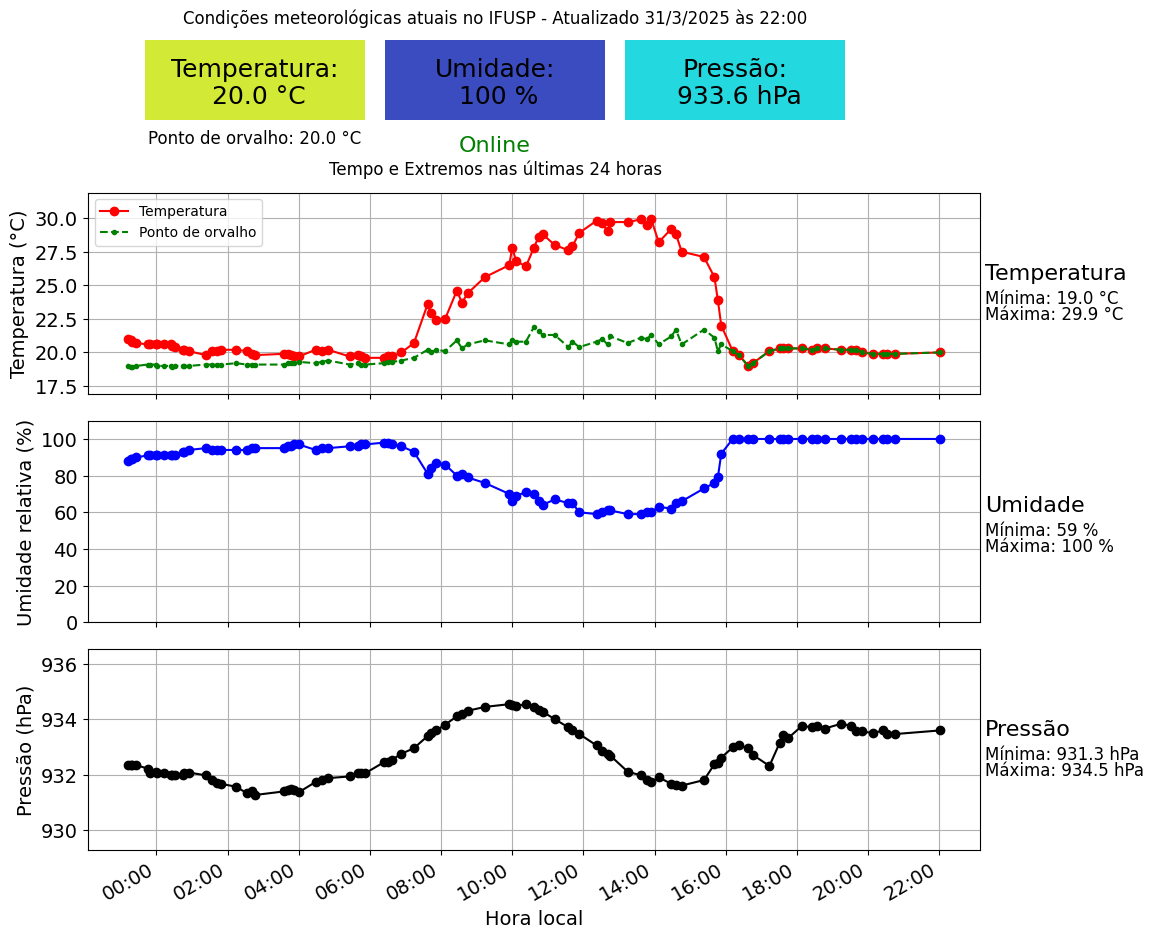 Condições meteorológicas atuais no IFUSP - Atualizado 31/3/2025 às 22:00
Temperatura:
20.0 °C
Umidade:
100 %
Pressão:
933.6 hPa
Ponto de orvalho: 20.0 °C
Online
Tempo e Extremos nas últimas 24 horas
Temperatura (°C)
30.0
27.5
25.0
22.5
20.0
17.5
Temperatura
Ponto de orvalho
Temperatura
Mínima: 19.0 °C
Máxima: 29.9 °C
Umidade relativa (%)
100
80
60
40
20
0
Umidade
Mínima: 59 %
Máxima: 100 %
Pressão (hPa)
936
934
932
930
Pressão
Mínima: 931.3 hPa
Máxima: 934.5 hPa
00:00
02:00
04:00
06:00
08:00
10:00
12:00
14:00
16:00
18:00
20:00
22:00
Hora local